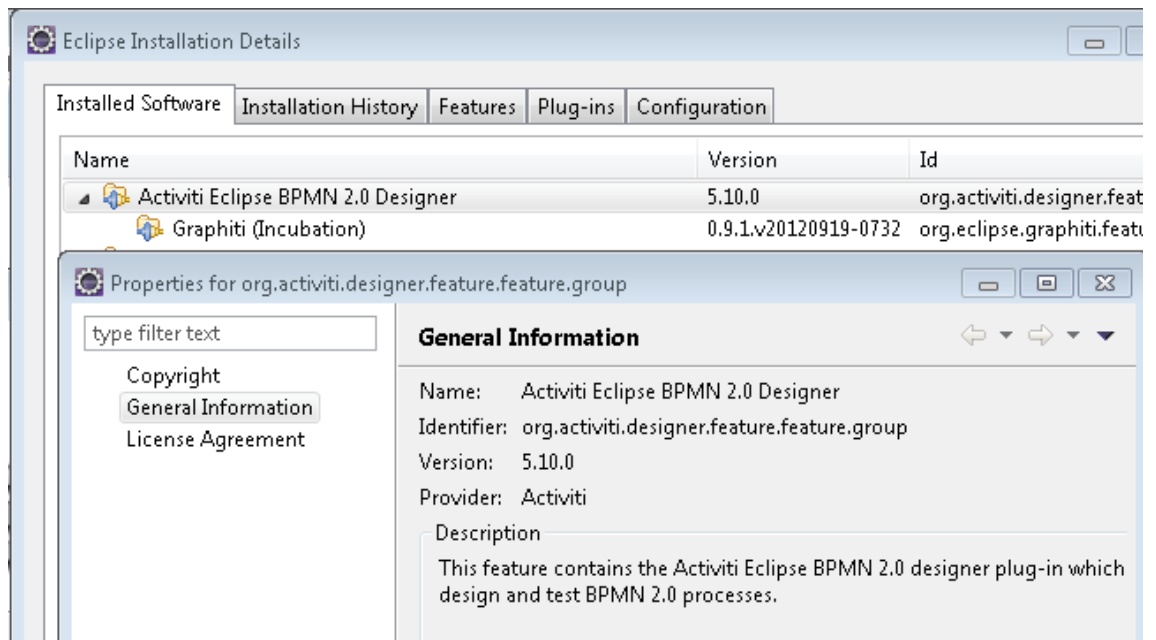 Eclipse Installation Details
Installed Software Installation History Features Plug-ins Configuration
Name Version Id
Activiti Eclipse BPMN 2.0 Designer 5.10.0 org.activiti.designer.feat
Graphiti (Incubation) 0.9.1.v20120919-0732 org.eclipse.graphiti.featu
Properties for org.activiti.designer.feature.feature.group
type filter text
Copyright
General Information
License Agreement
General Information
Name: Activiti Eclipse BPMN 2.0 Designer
Identifier: org.activiti.designer.feature.feature.group
Version: 5.10.0
Provider: Activiti
Description
This feature contains the Activiti Eclipse BPMN 2.0 designer plug-in which
design and test BPMN 2.0 processes.